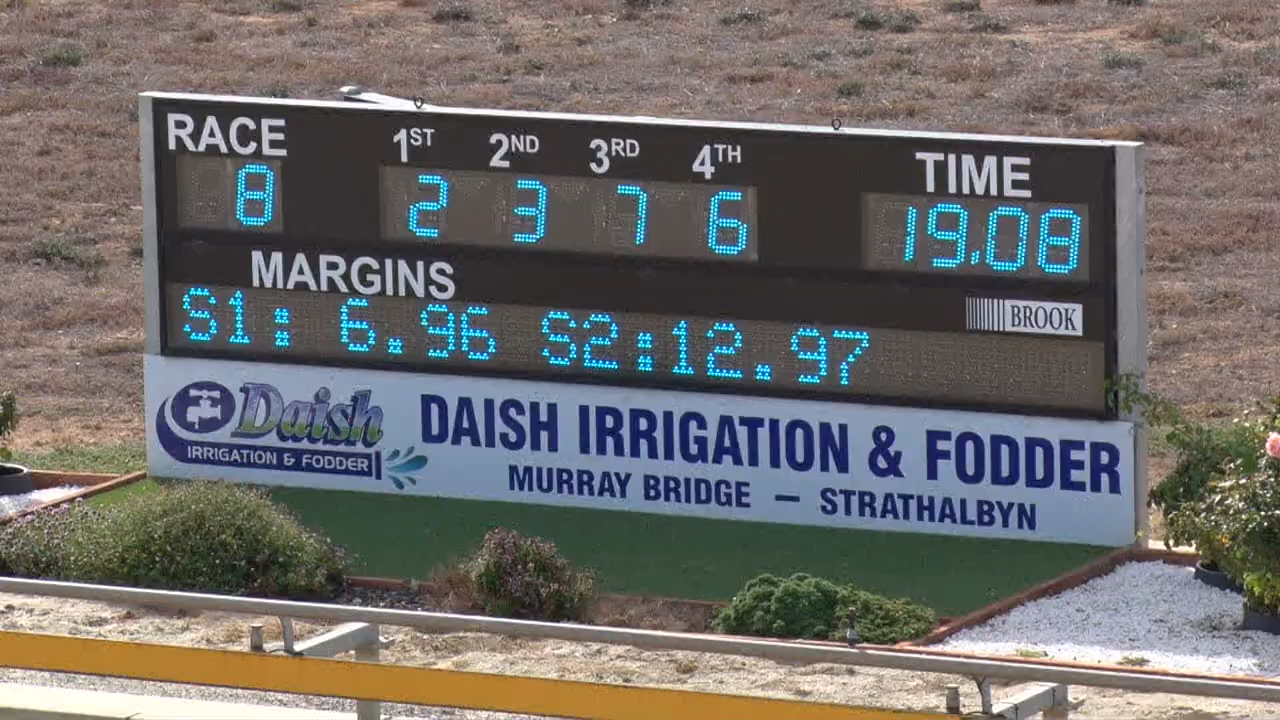 RACE 1ST 2ND 3RD 4TH TIME
8 2 3 7 6 19.08
MARGINS
BROOK
S1: 6.96 S2:12.97
Daish
IRRIGATION & FODDER
DAISH IRRIGATION & FODDER
MURRAY BRIDGE — STRATHALBYN